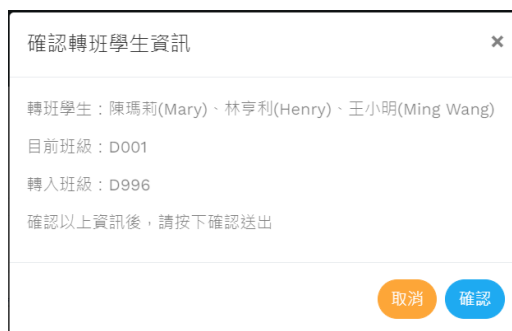 確認轉班學生資訊
×
轉班學生：陳瑪莉(Mary)、林亨利(Henry)、王小明(Ming Wang)
目前班級：D001
轉入班級：D996
確認以上資訊後，請按下確認送出
取消
確認